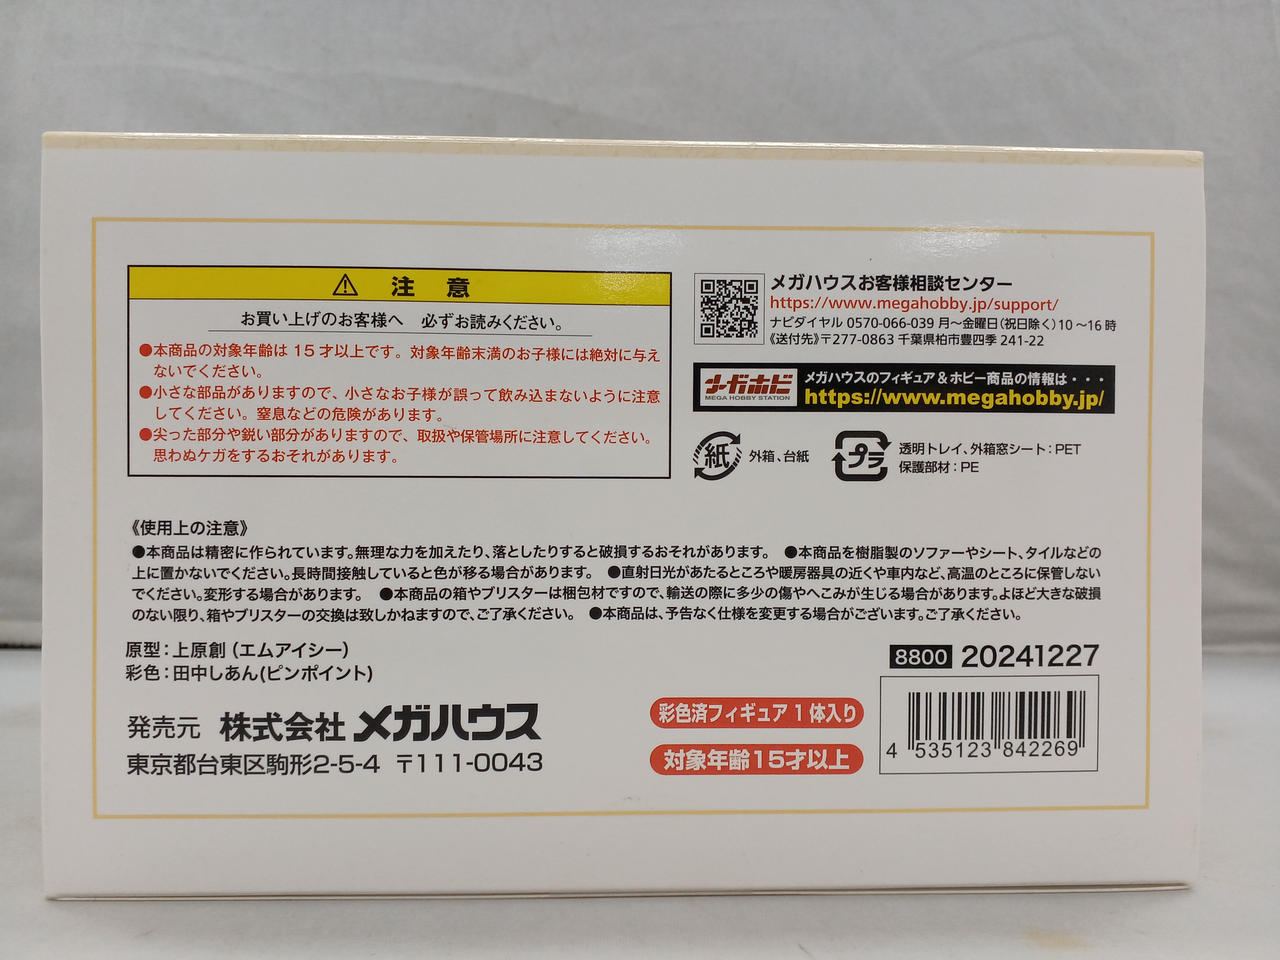 ⚠ 注 意
お買い上げのお客様へ 必ずお読みください。
●本商品の対象年齢は 15 才以上です。対象年齢末満のお子様には絶対に与え
ないでください。
●小さな部品がありますので、小さなお子様が誤って飲み込まないように注意
してください。窒息などの危険があります。
●尖った部分や鋭い部分がありますので、取扱や保管場所に注意してください。
思わぬケガをするおそれがあります。
メガハウスお客様相談センター
https://www.megahobby.jp/support/
ナビダイヤル 0570-066-039 月~金曜日(祝日除く)10 ~16 時
《送付先》〒277-0863 千葉県柏市豊四季 241-22
メガホビ
MEGA HOBBY STATION
メガハウスのフィギュア&ホビー商品の情報は・・・
https://www.megahobby.jp/
紙 外箱、台紙
プラ 透明トレイ、外箱窓シート:PET
保護部材:PE
《使用上の注意》
●本商品は精密に作られています。無理な力を加えたり、落としたりすると破損するおそれがあります。 ●本商品を樹脂製のソファーやシート、タイルなどの
上に置かないでください。長時間接触していると色が移る場合があります。 ●直射日光があたるところや暖房器具の近くや車内など、高温のところに保管しない
でください。変形する場合があります。 ●本商品の箱やブリスターは梱包材ですので、輸送の際に多少の傷やへこみが生じる場合があります。よほど大きな破損
のない限り、箱やブリスターの交換は致しかねますので、ご了承ください。 ●本商品は、予告なく仕様を変更する場合がございます。ご了承ください。
原型:上原創(エムアイシー)
彩色:田中しあん(ピンポイント)
8800 20241227
発売元 株式会社 メガハウス
東京都台東区駒形2-5-4 〒111-0043
彩色済フィギュア 1 体入り
対象年齢15才以上
4 535123 842269